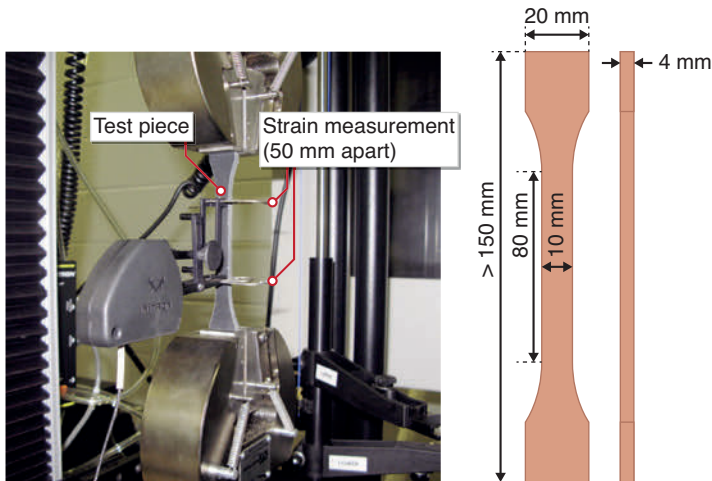 20 mm
4 mm
Test piece
Strain measurement
(50 mm apart)
> 150 mm
80 mm
10 mm